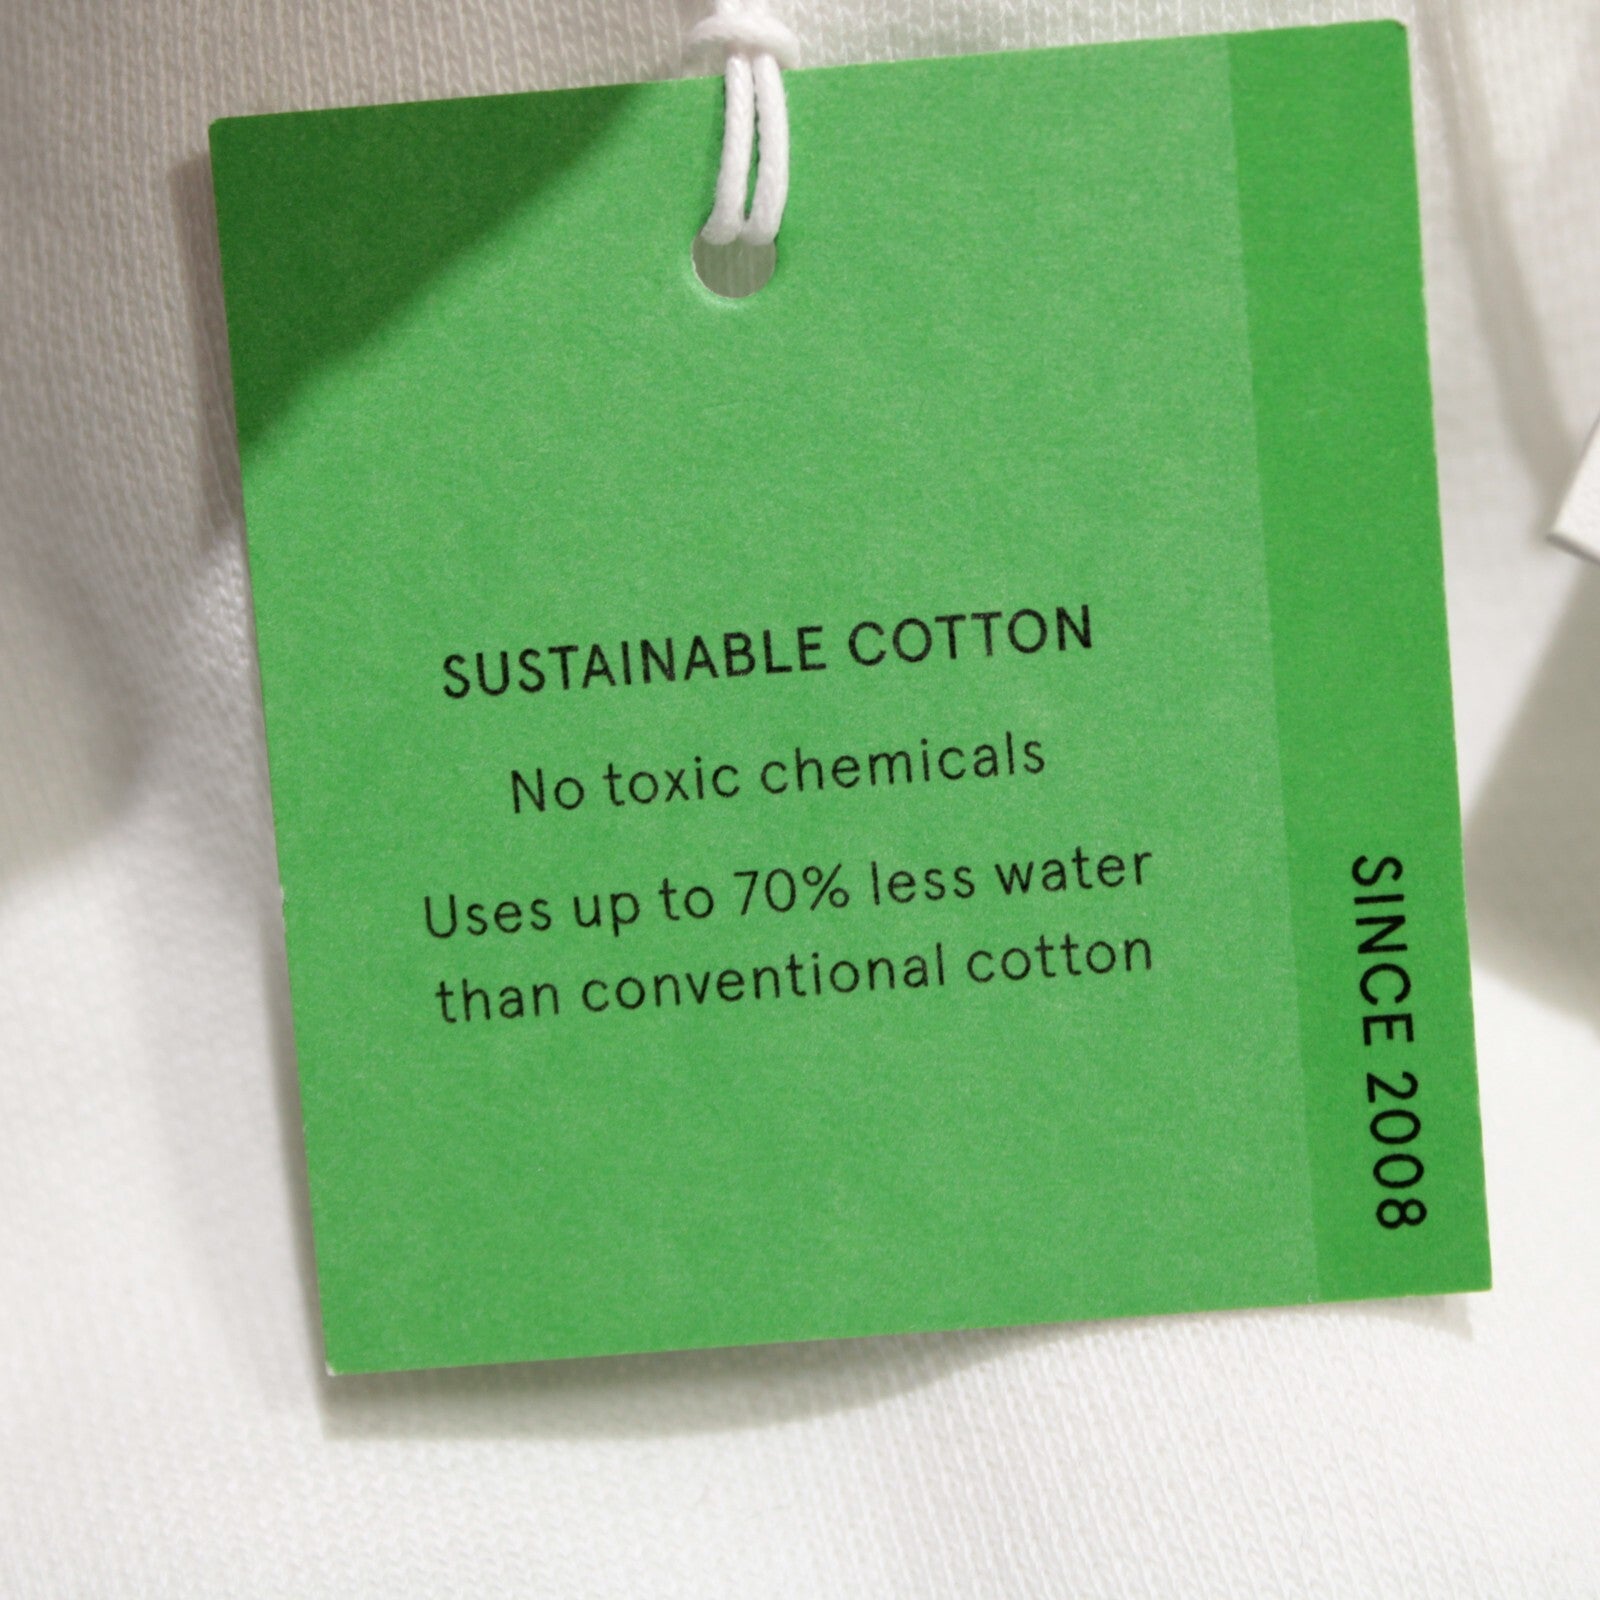 SUSTAINABLE COTTON
No toxic chemicals
Uses up to 70% less water
than conventional cotton
SINCE 2008